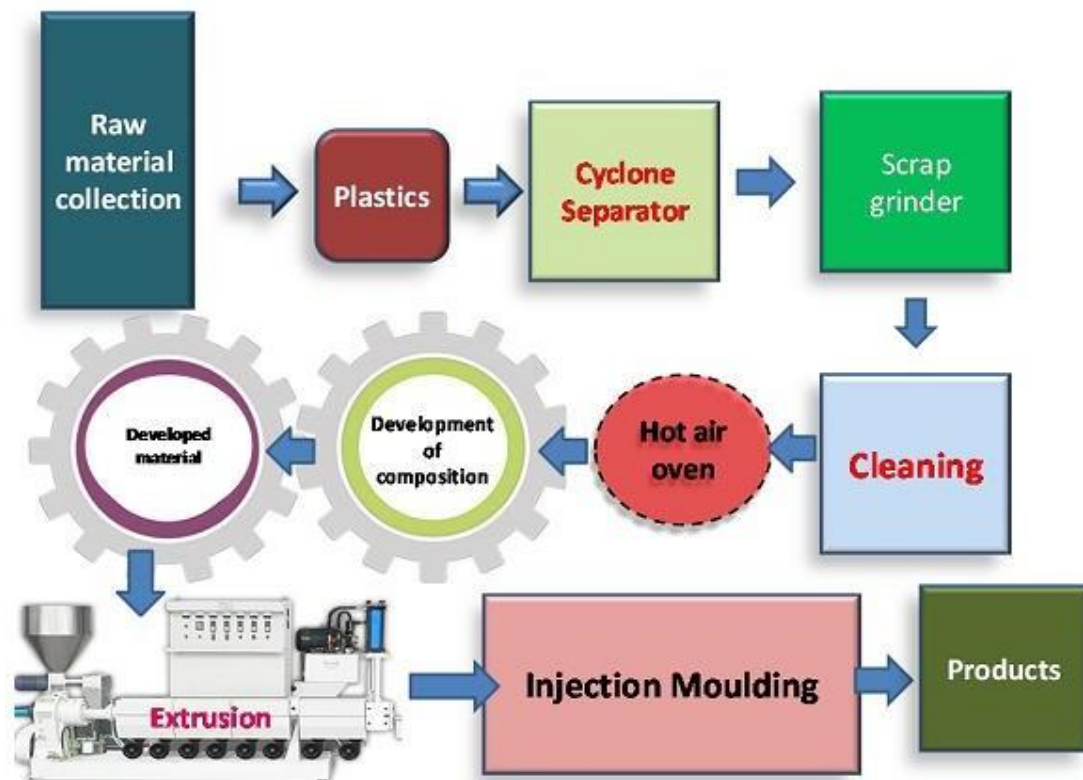 Raw
material
collection
Plastics
Cyclone
Separator
Scrap
grinder
Cleaning
Hot air
oven
Development
of
composition
Developed
material
Extrusion
Injection Moulding
Products